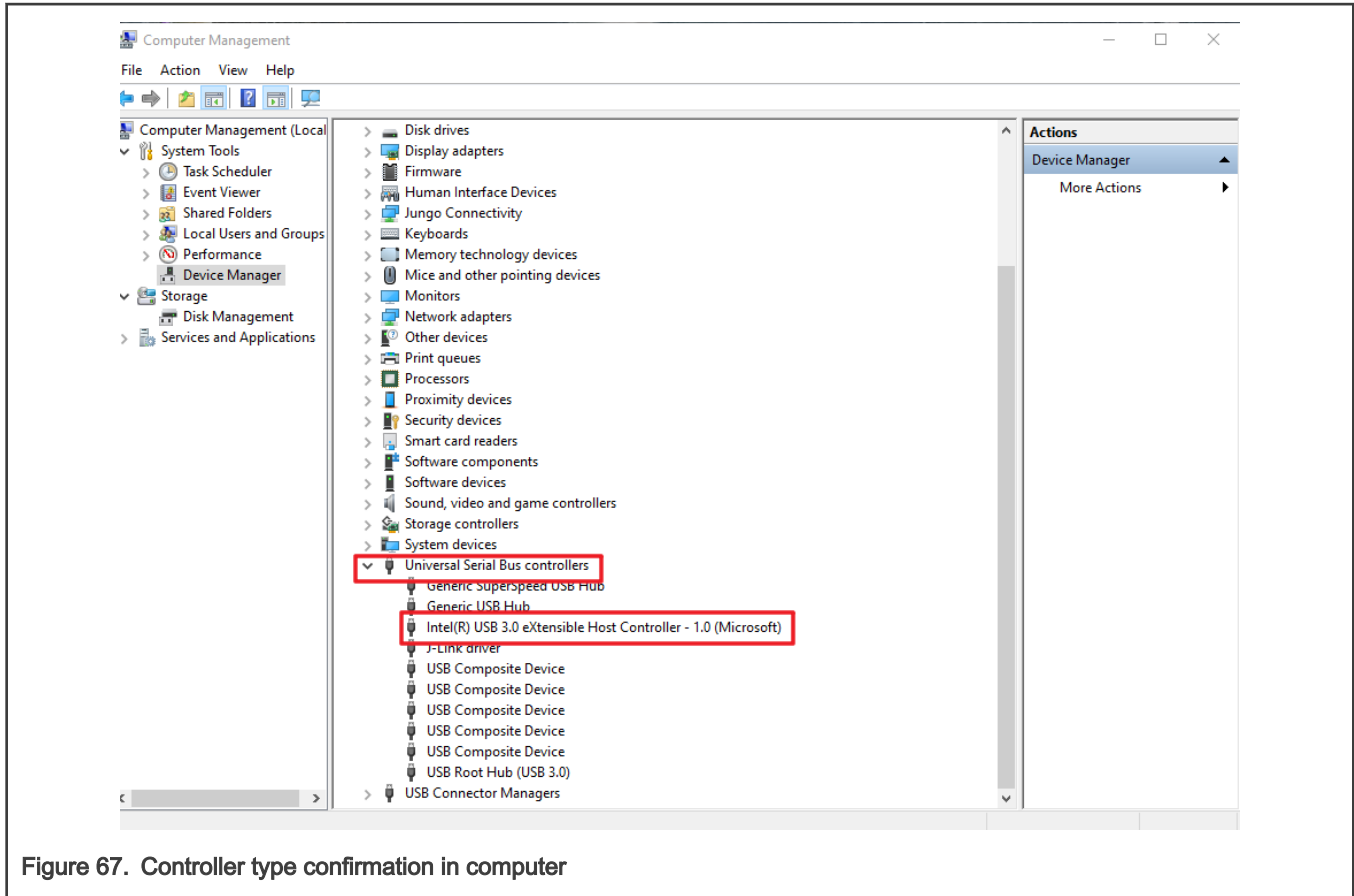 Computer Management
File Action View Help
Computer Management (Local
System Tools
Task Scheduler
Event Viewer
Shared Folders
Local Users and Groups
Performance
Device Manager
Storage
Disk Management
Services and Applications
Disk drives
Display adapters
Firmware
Human Interface Devices
Jungo Connectivity
Keyboards
Memory technology devices
Mice and other pointing devices
Monitors
Network adapters
Other devices
Print queues
Processors
Proximity devices
Security devices
Smart card readers
Software components
Software devices
Sound, video and game controllers
Storage controllers
System devices
Universal Serial Bus controllers
Generic SuperSpeed USB Hub
Generic USB Hub
Intel(R) USB 3.0 eXtensible Host Controller - 1.0 (Microsoft)
J-Link driver
USB Composite Device
USB Composite Device
USB Composite Device
USB Composite Device
USB Composite Device
USB Root Hub (USB 3.0)
USB Connector Managers
Actions
Device Manager
More Actions
Figure 67. Controller type confirmation in computer